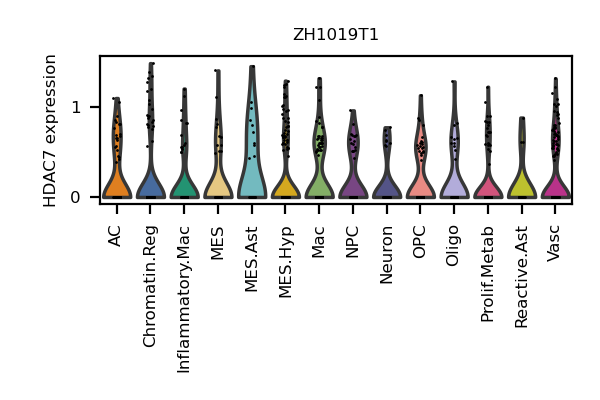 ZH1019T1
HDAC7 expression
1
0
AC
Chromatin.Reg
Inflammatory.Mac
MES
MES.Ast
MES.Hyp
Mac
NPC
Neuron
OPC
Oligo
Prolif.Metab
Reactive.Ast
Vasc